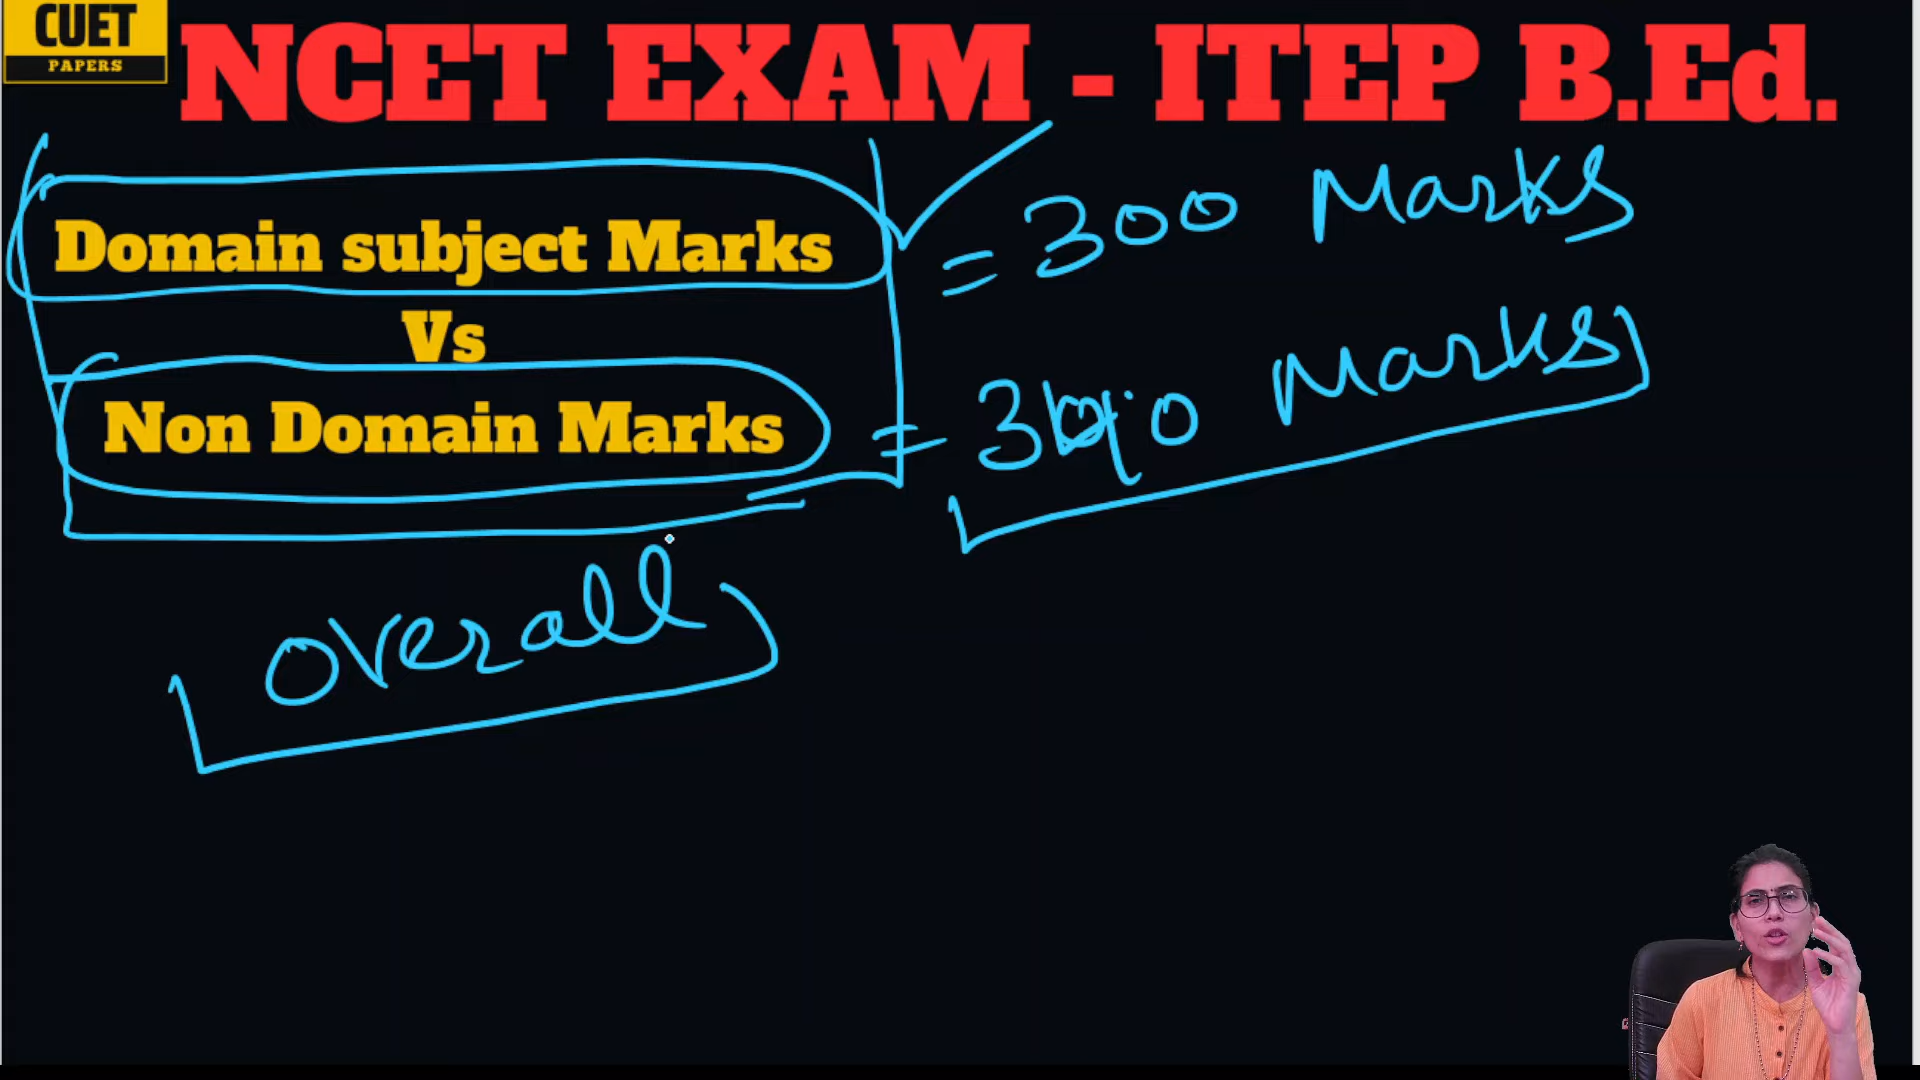 CUET
PAPERS
NCET EXAM - ITEP B.Ed.
Domain subject Marks
= 300 Marks
Vs
Non Domain Marks
= Marks
overall